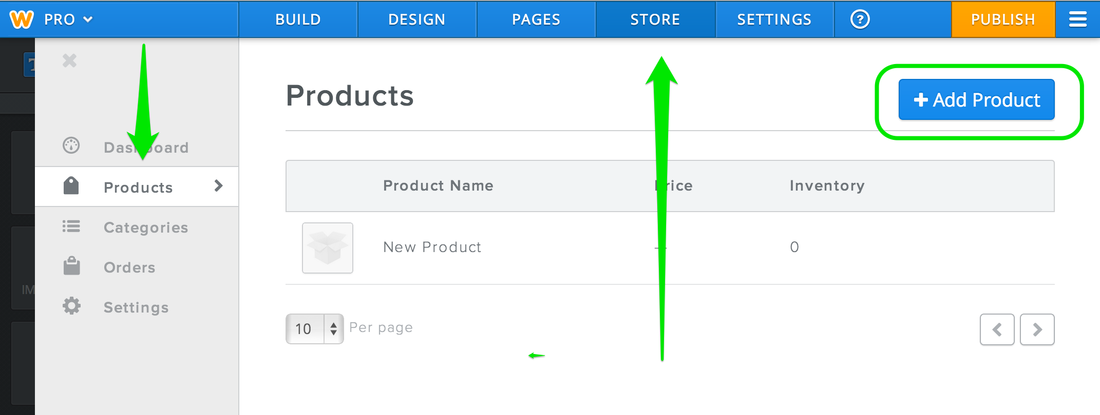 PRO
BUILD
DESIGN
PAGES
STORE
SETTINGS
?
PUBLISH
Products
+ Add Product
Dashboard
Products
Categories
Orders
Settings
Product Name
Price
Inventory
New Product
0
10
Per page
IM